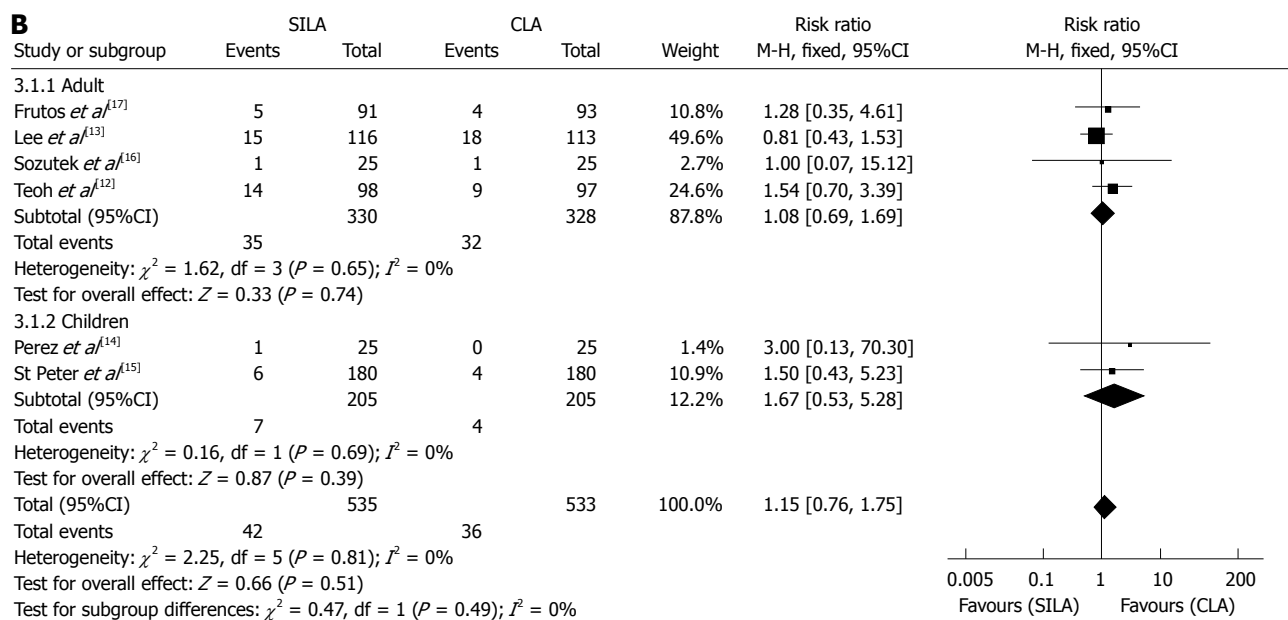 B
SILA CLA Risk ratio Risk ratio
Study or subgroup Events Total Events Total Weight M-H, fixed, 95%CI M-H, fixed, 95%CI
3.1.1 Adult
Frutos et al[17] 5 91 4 93 10.8% 1.28 [0.35, 4.61]
Lee et al[13] 15 116 18 113 49.6% 0.81 [0.43, 1.53]
Sozutek et al[16] 1 25 1 25 2.7% 1.00 [0.07, 15.12]
Teoh et al[12] 14 98 9 97 24.6% 1.54 [0.70, 3.39]
Subtotal (95%CI) 330 328 87.8% 1.08 [0.69, 1.69]
Total events 35 32
Heterogeneity: χ² = 1.62, df = 3 (P = 0.65); I² = 0%
Test for overall effect: Z = 0.33 (P = 0.74)
3.1.2 Children
Perez et al[14] 1 25 0 25 1.4% 3.00 [0.13, 70.30]
St Peter et al[15] 6 180 4 180 10.9% 1.50 [0.43, 5.23]
Subtotal (95%CI) 205 205 12.2% 1.67 [0.53, 5.28]
Total events 7 4
Heterogeneity: χ² = 0.16, df = 1 (P = 0.69); I² = 0%
Test for overall effect: Z = 0.87 (P = 0.39)
Total (95%CI) 535 533 100.0% 1.15 [0.76, 1.75]
Total events 42 36
Heterogeneity: χ² = 2.25, df = 5 (P = 0.81); I² = 0%
Test for overall effect: Z = 0.66 (P = 0.51)
Test for subgroup differences: χ² = 0.47, df = 1 (P = 0.49); I² = 0%
0.005 0.1 1 10 200
Favours (SILA) Favours (CLA)